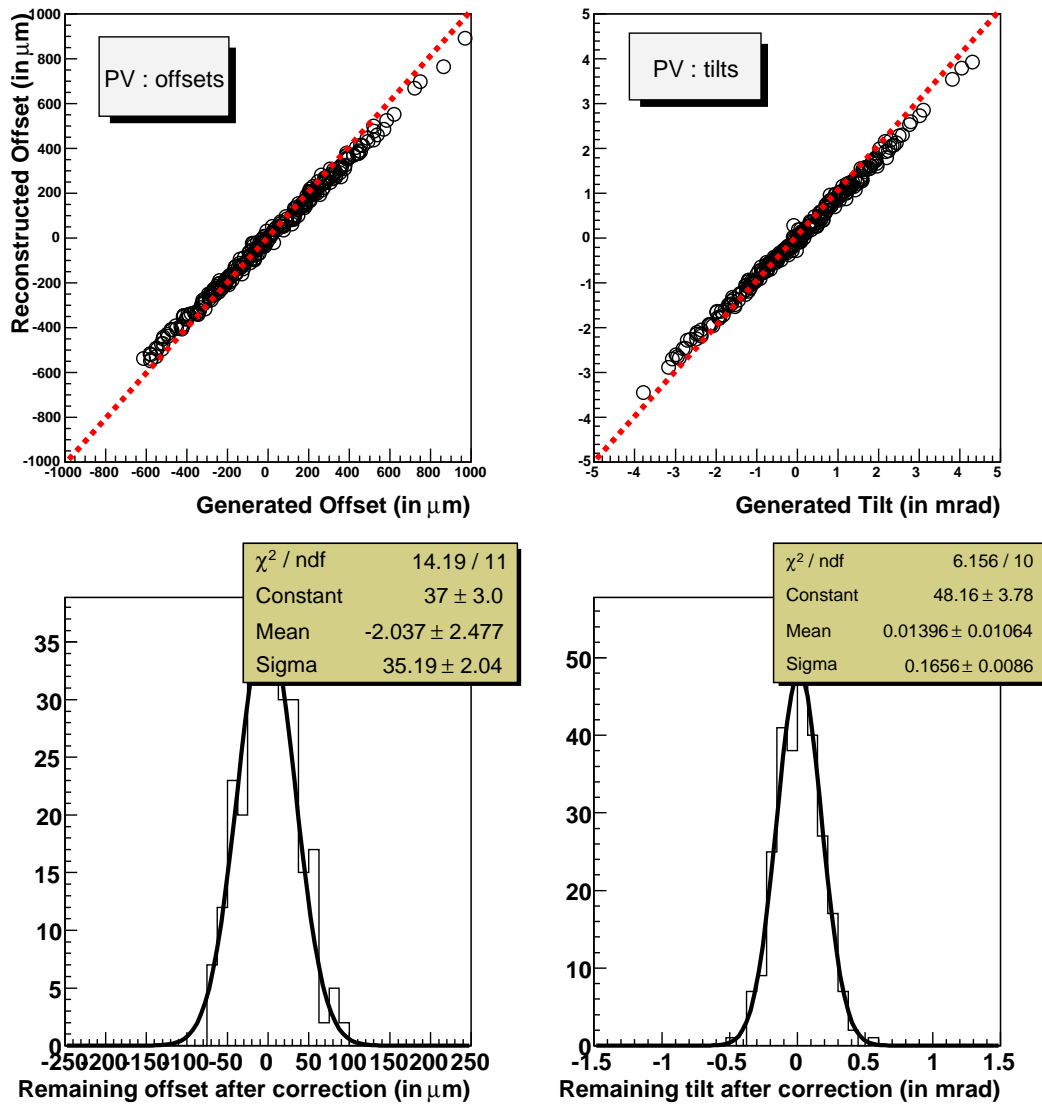 Reconstructed Offset (in μm)
1000
800
600
400
200
0
-200
-400
-600
-800
-1000
PV : offsets
-1000 -800 -600 -400 -200 0 200 400 600 800 1000
Generated Offset (in μm)
5
4
3
2
1
0
-1
-2
-3
-4
-5
PV : tilts
-5 -4 -3 -2 -1 0 1 2 3 4 5
Generated Tilt (in mrad)
χ² / ndf 14.19 / 11
Constant 37 ± 3.0
Mean -2.037 ± 2.477
Sigma 35.19 ± 2.04
35
30
25
20
15
10
5
0
-250 -200 -150 -100 -50 0 50 100 150 200 250
Remaining offset after correction (in μm)
χ² / ndf 6.156 / 10
Constant 48.16 ± 3.78
Mean 0.01396 ± 0.01064
Sigma 0.1656 ± 0.0086
50
40
30
20
10
0
-1.5 -1 -0.5 0 0.5 1 1.5
Remaining tilt after correction (in mrad)